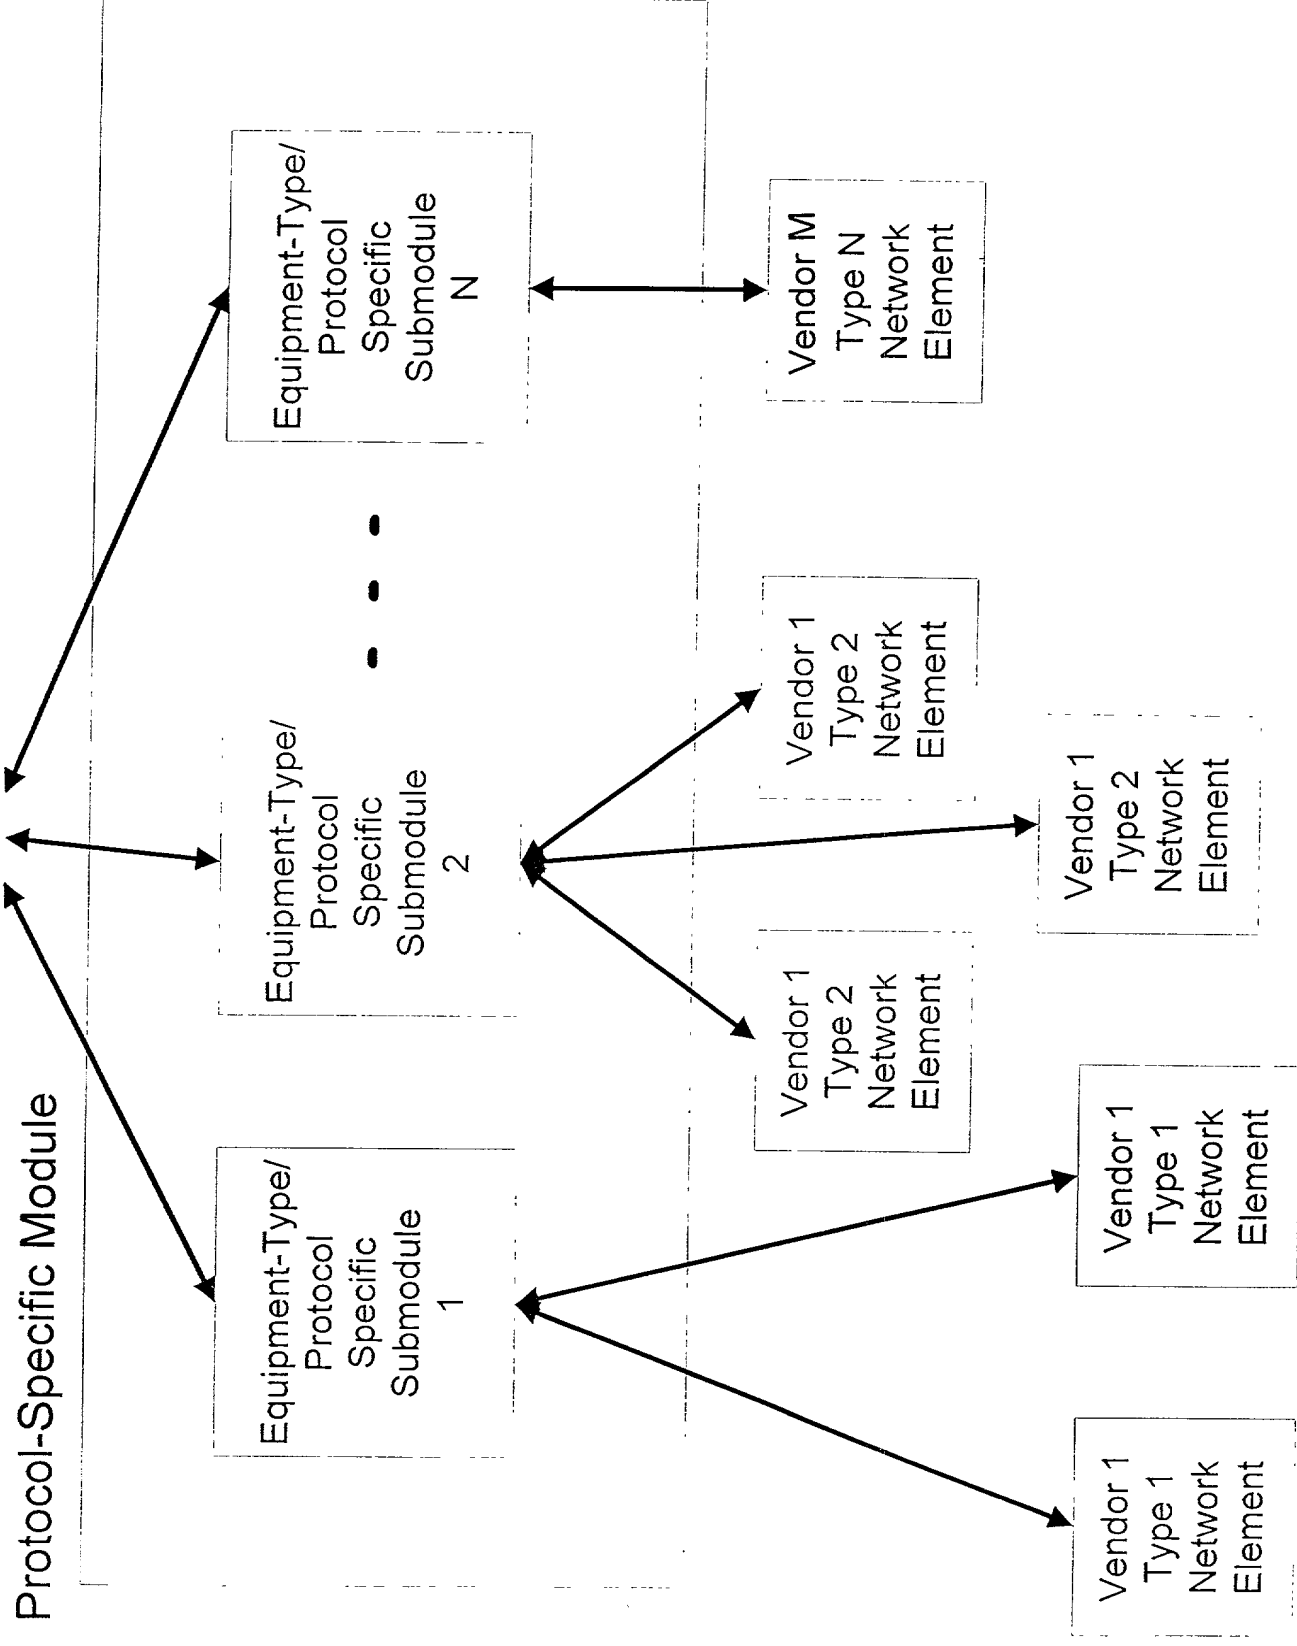 Protocol-Specific Module
Equipment-Type/
Protocol
Specific
Submodule
1
Equipment-Type/
Protocol
Specific
Submodule
2
Equipment-Type/
Protocol
Specific
Submodule
N
Vendor 1
Type 1
Network
Element
Vendor 1
Type 1
Network
Element
Vendor 1
Type 2
Network
Element
Vendor 1
Type 2
Network
Element
Vendor 1
Type 2
Network
Element
Vendor M
Type N
Network
Element